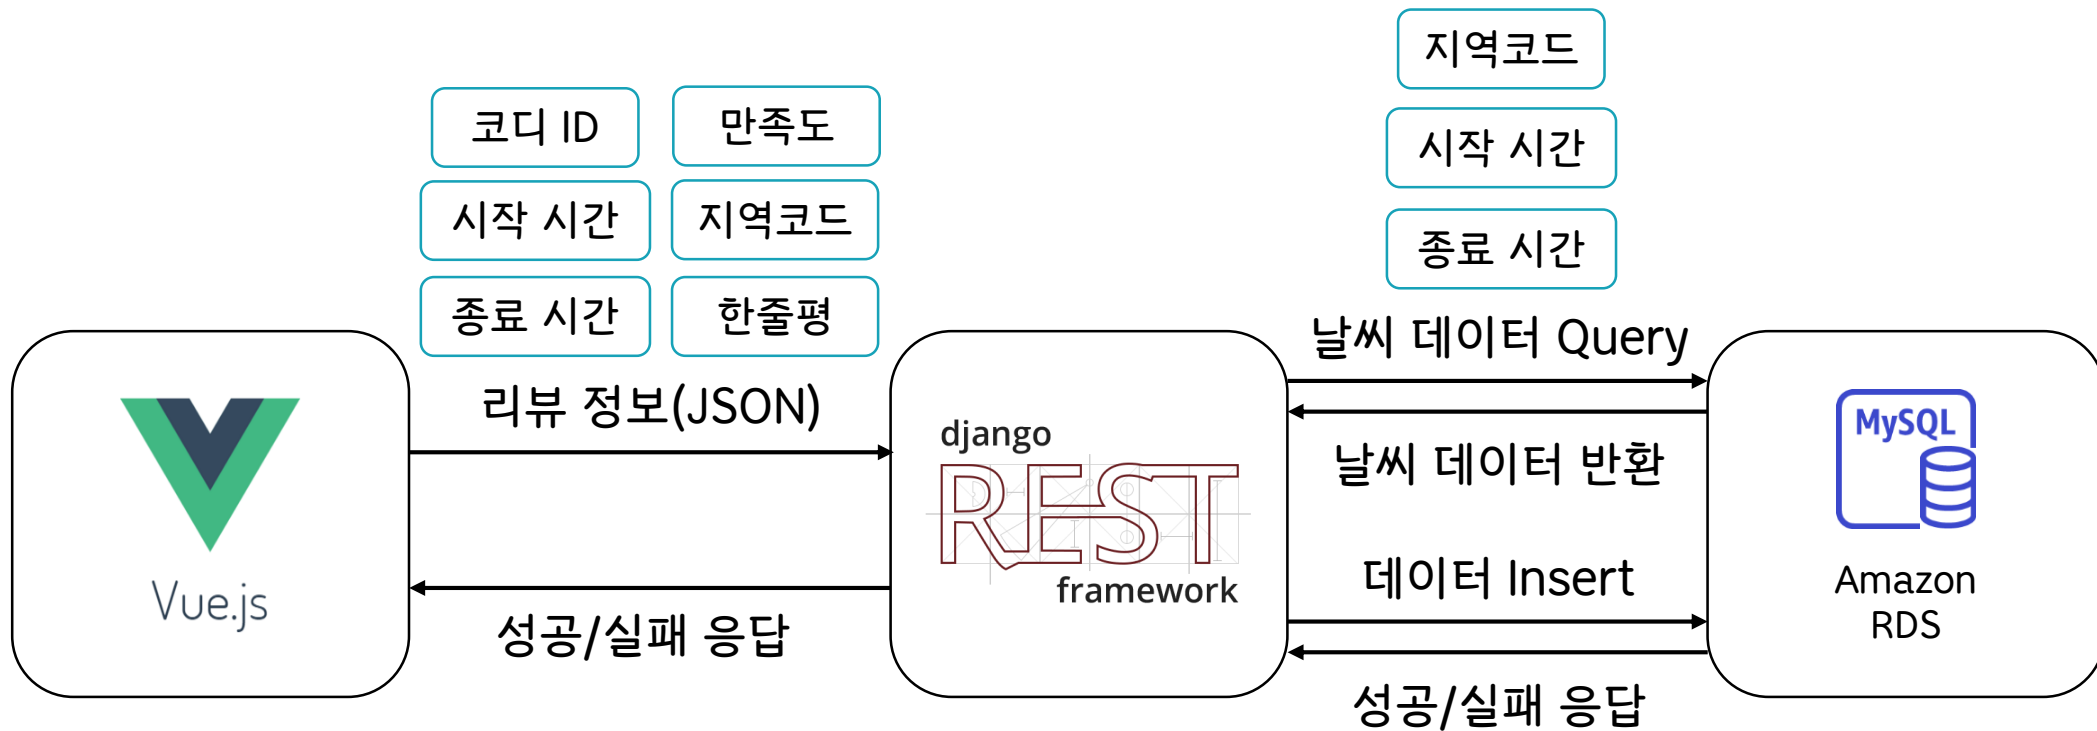 지역코드
시작 시간
종료 시간
코디 ID
만족도
시작 시간
지역코드
종료 시간
한줄평
리뷰 정보(JSON)
성공/실패 응답
날씨 데이터 Query
날씨 데이터 반환
데이터 Insert
성공/실패 응답
Vue.js
django
REST
framework
MySQL
Amazon
RDS